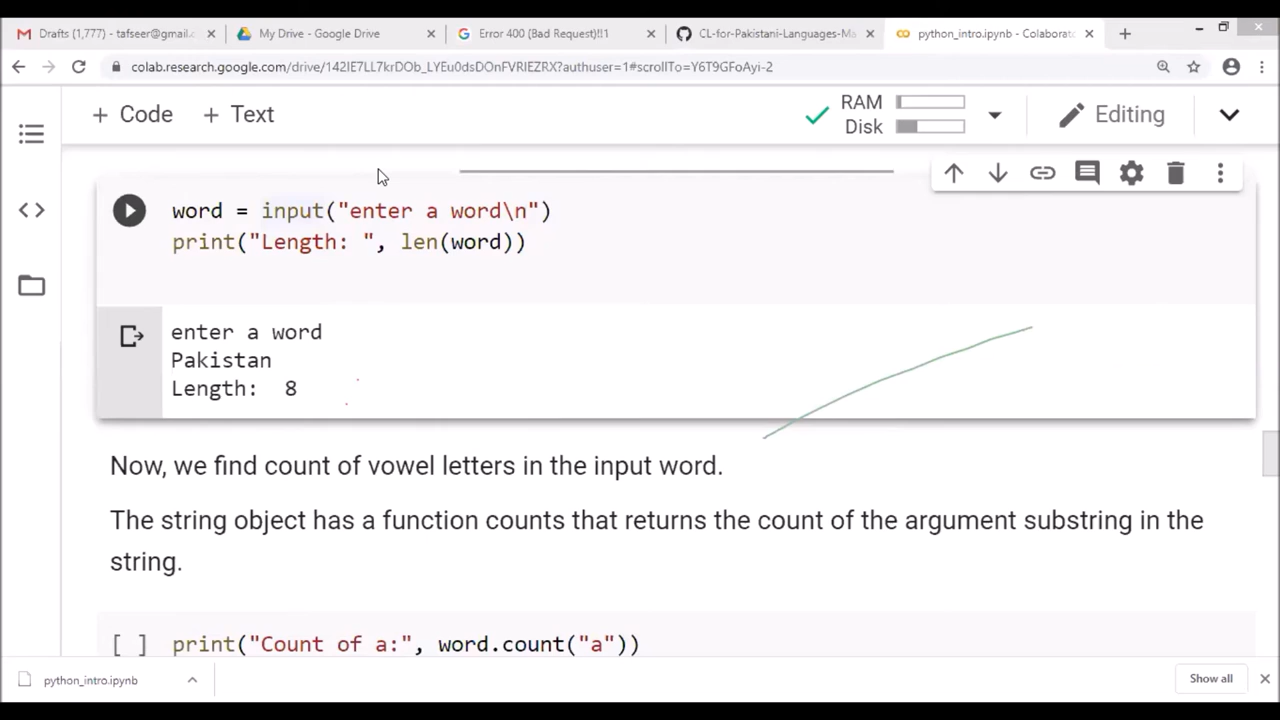 Drafts (1,777) - tafseer@gmail.c
My Drive - Google Drive
Error 400 (Bad Request)!!1
CL-for-Pakistani-Languages-Ma
python_intro.ipynb - Colaborato
colab.research.google.com/drive/142IE7LL7krDOb_LYEu0dsDOnFVRIEZRX?authuser=1#scrollTo=Y6T9GFoAyi-2
+ Code + Text
RAM
Disk
Editing
word = input("enter a word\n")
print("Length: ", len(word))
enter a word
Pakistan
Length:  8
Now, we find count of vowel letters in the input word.
The string object has a function counts that returns the count of the argument substring in the
string.
[ ] print("Count of a:", word.count("a"))
python_intro.ipynb
Show all